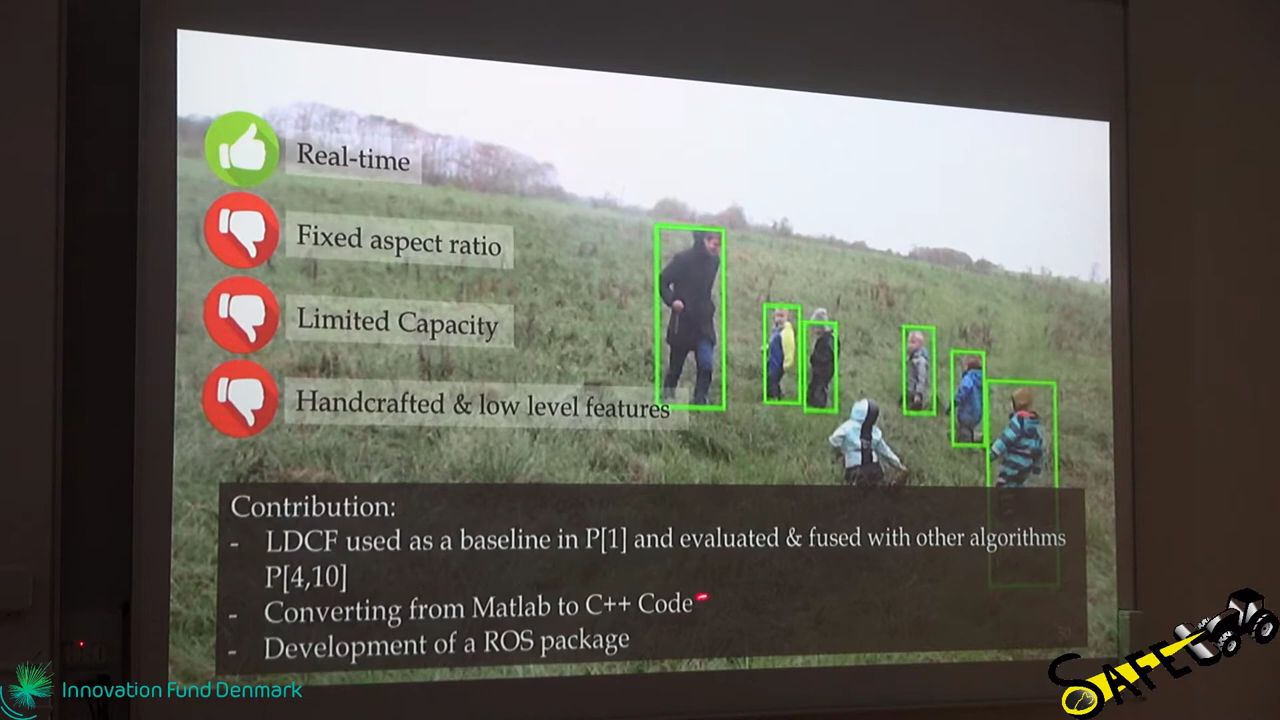 Real-time
Fixed aspect ratio
Limited Capacity
Handcrafted & low level features
Contribution:
- LDCF used as a baseline in P[1] and evaluated & fused with other algorithms
P[4,10]
- Converting from Matlab to C++ Code
- Development of a ROS package
Innovation Fund Denmark
SAFE